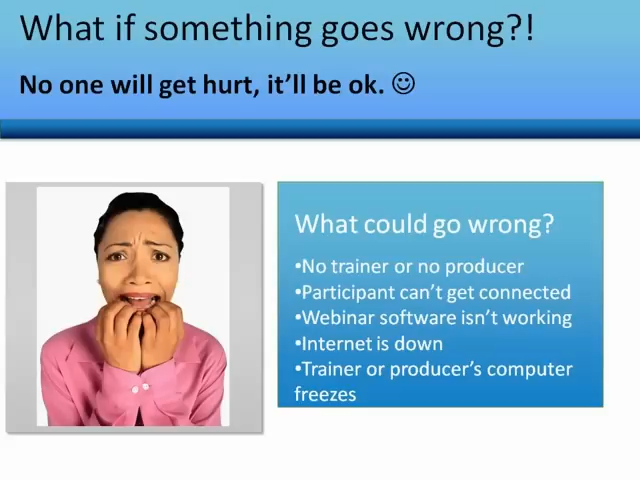 What if something goes wrong?!
No one will get hurt, it’ll be ok. ☺
What could go wrong?
•No trainer or no producer
•Participant can’t get connected
•Webinar software isn’t working
•Internet is down
•Trainer or producer’s computer
freezes